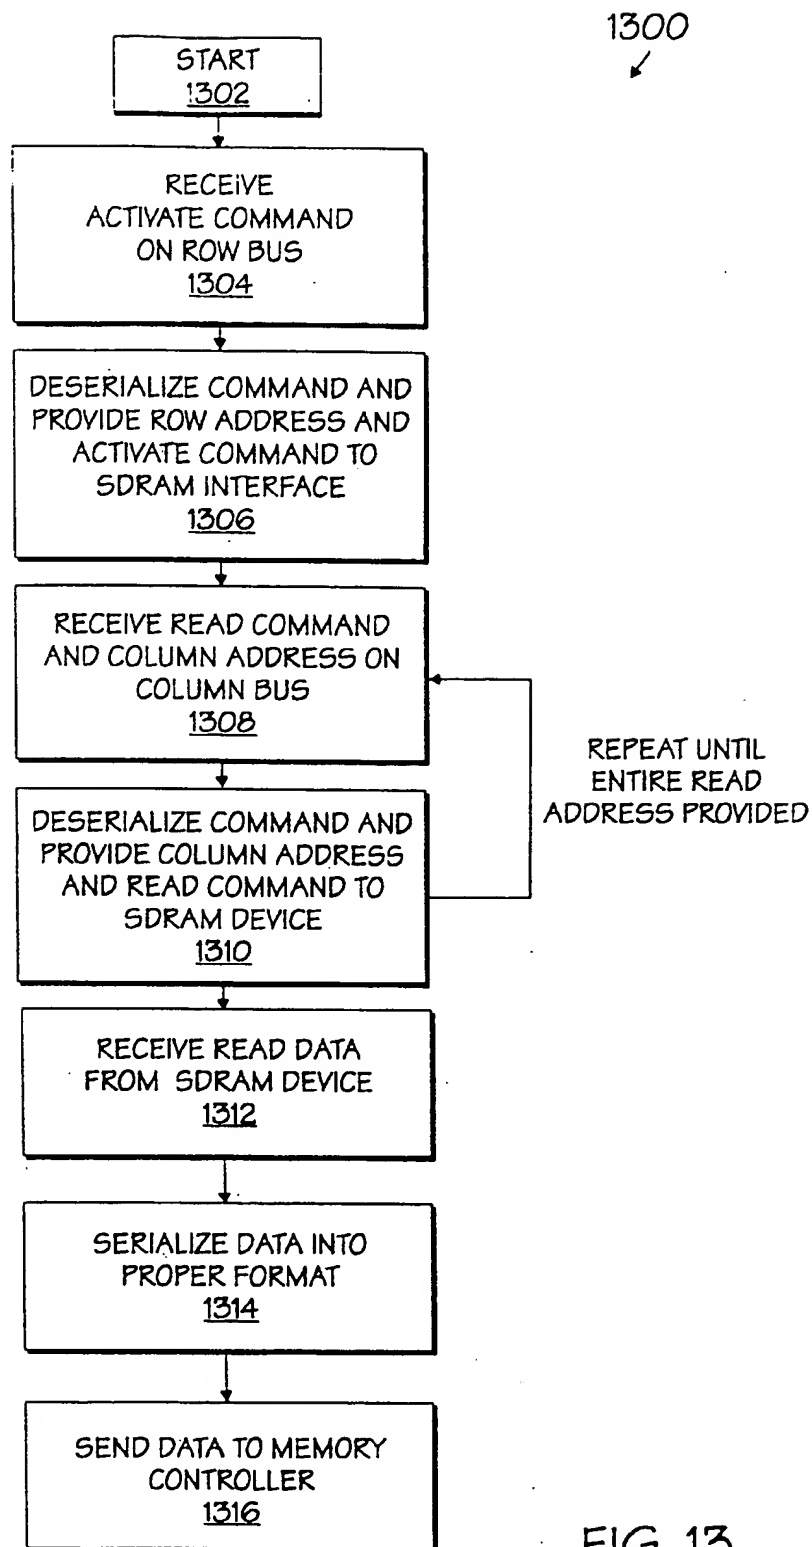 1300
START
1302
RECEIVE
ACTIVATE COMMAND
ON ROW BUS
1304
DESERIALIZE COMMAND AND
PROVIDE ROW ADDRESS AND
ACTIVATE COMMAND TO
SDRAM INTERFACE
1306
RECEIVE READ COMMAND
AND COLUMN ADDRESS ON
COLUMN BUS
1308
REPEAT UNTIL
ENTIRE READ
ADDRESS PROVIDED
DESERIALIZE COMMAND AND
PROVIDE COLUMN ADDRESS
AND READ COMMAND TO
SDRAM DEVICE
1310
RECEIVE READ DATA
FROM SDRAM DEVICE
1312
SERIALIZE DATA INTO
PROPER FORMAT
1314
SEND DATA TO MEMORY
CONTROLLER
1316
FIG. 13